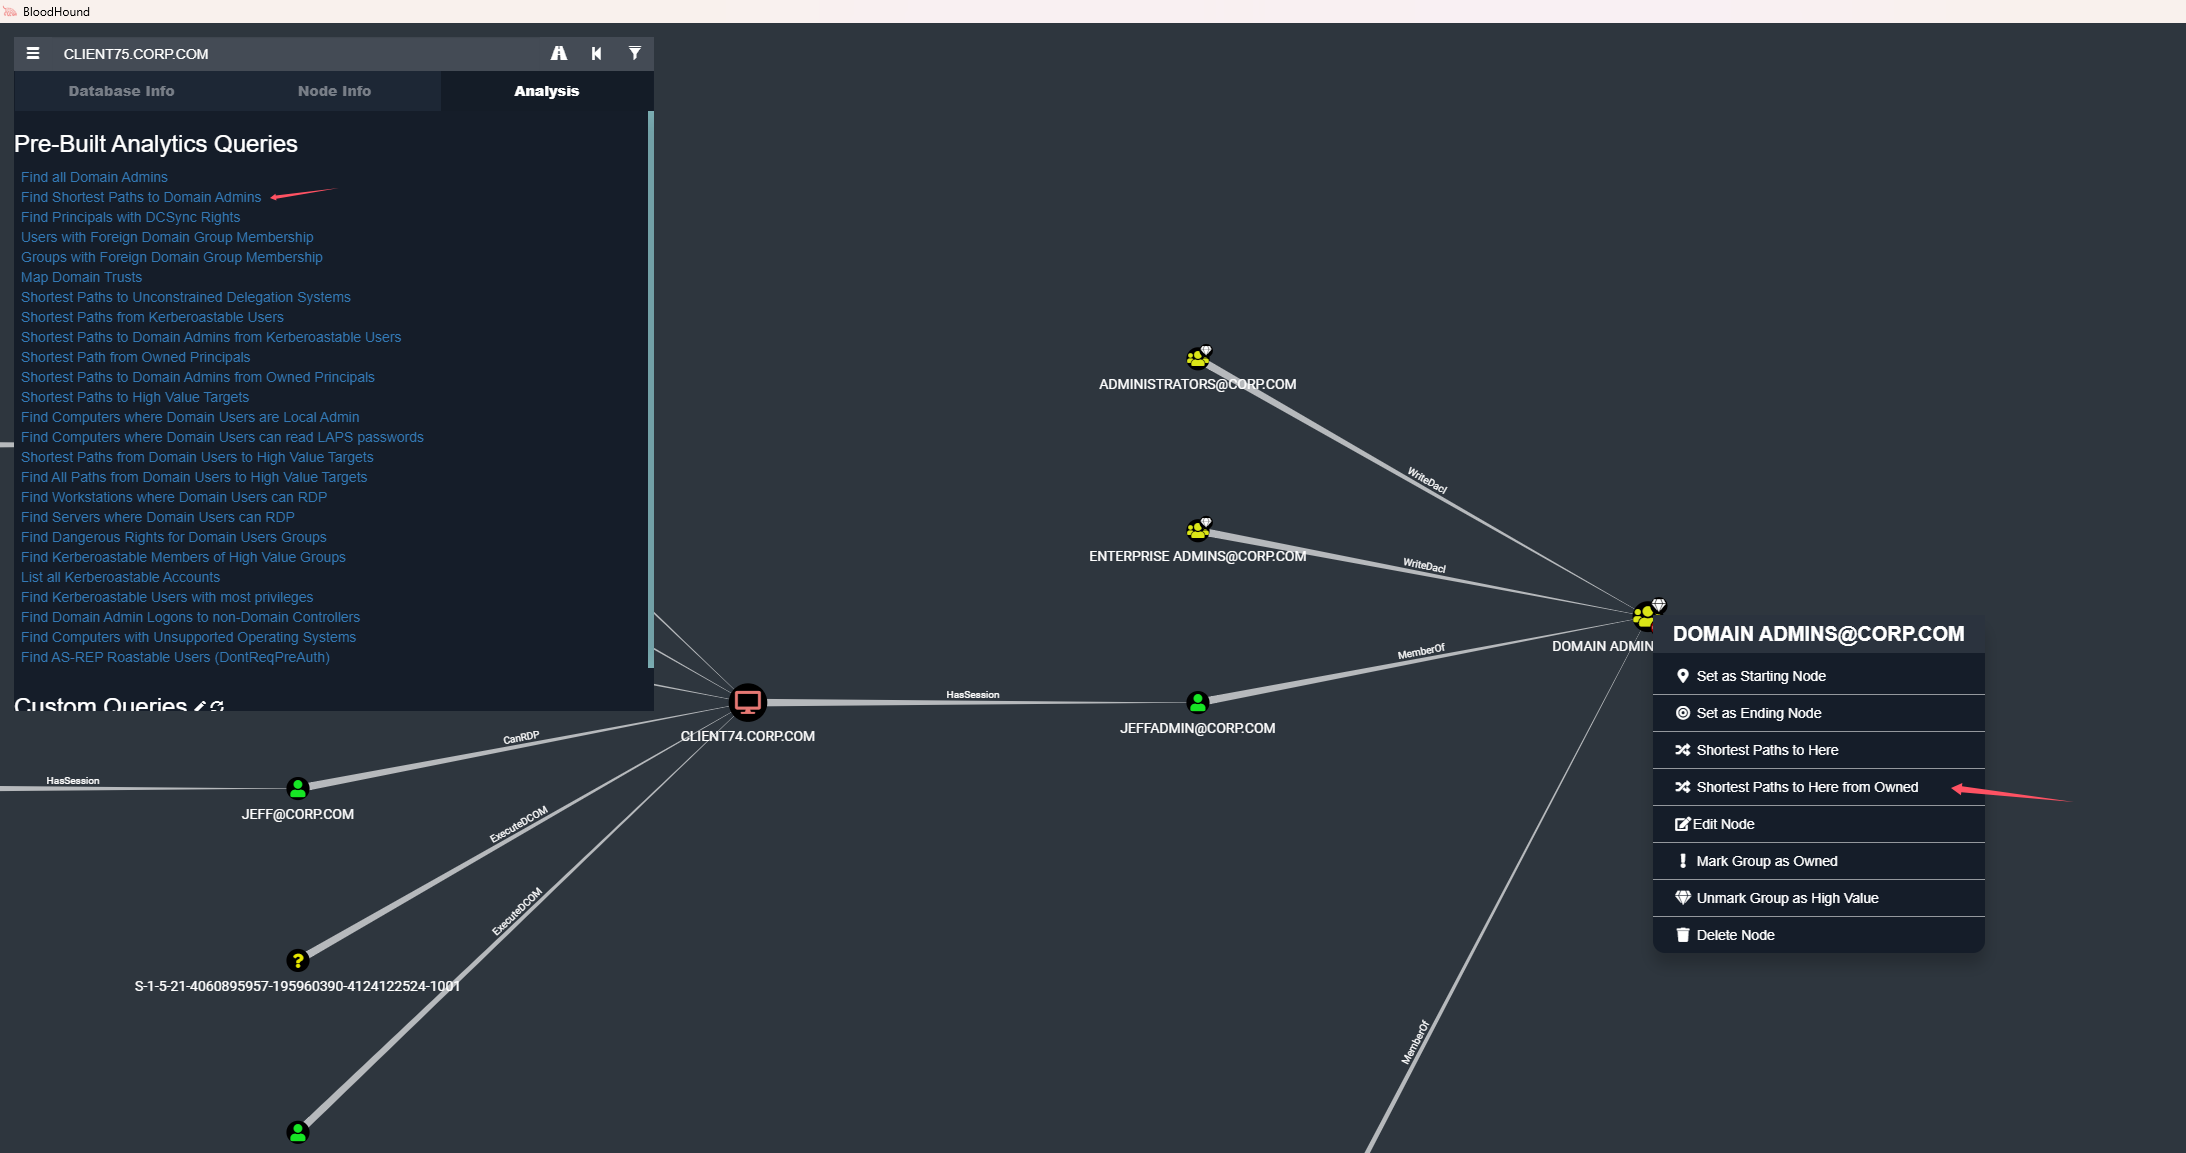 BloodHound
CLIENT75.CORP.COM
Database Info
Node Info
Analysis
Pre-Built Analytics Queries
Find all Domain Admins
Find Shortest Paths to Domain Admins
Find Principals with DCSync Rights
Users with Foreign Domain Group Membership
Groups with Foreign Domain Group Membership
Map Domain Trusts
Shortest Paths to Unconstrained Delegation Systems
Shortest Paths from Kerberoastable Users
Shortest Paths to Domain Admins from Kerberoastable Users
Shortest Path from Owned Principals
Shortest Paths to Domain Admins from Owned Principals
Shortest Paths to High Value Targets
Find Computers where Domain Users are Local Admin
Find Computers where Domain Users can read LAPS passwords
Shortest Paths from Domain Users to High Value Targets
Find All Paths from Domain Users to High Value Targets
Find Workstations where Domain Users can RDP
Find Servers where Domain Users can RDP
Find Dangerous Rights for Domain Users Groups
Find Kerberoastable Members of High Value Groups
List all Kerberoastable Accounts
Find Kerberoastable Users with most privileges
Find Domain Admin Logons to non-Domain Controllers
Find Computers with Unsupported Operating Systems
Find AS-REP Roastable Users (DontReqPreAuth)
Custom Queries
ADMINISTRATORS@CORP.COM
WriteDacl
ENTERPRISE ADMINS@CORP.COM
WriteDacl
DOMAIN ADMIN
MemberOf
HasSession
JEFFADMIN@CORP.COM
CLIENT74.CORP.COM
CanRDP
HasSession
JEFF@CORP.COM
ExecuteDCOM
ExecuteDCOM
S-1-5-21-4060895957-195960390-4124122524-1001
MemberOf
DOMAIN ADMINS@CORP.COM
Set as Starting Node
Set as Ending Node
Shortest Paths to Here
Shortest Paths to Here from Owned
Edit Node
Mark Group as Owned
Unmark Group as High Value
Delete Node